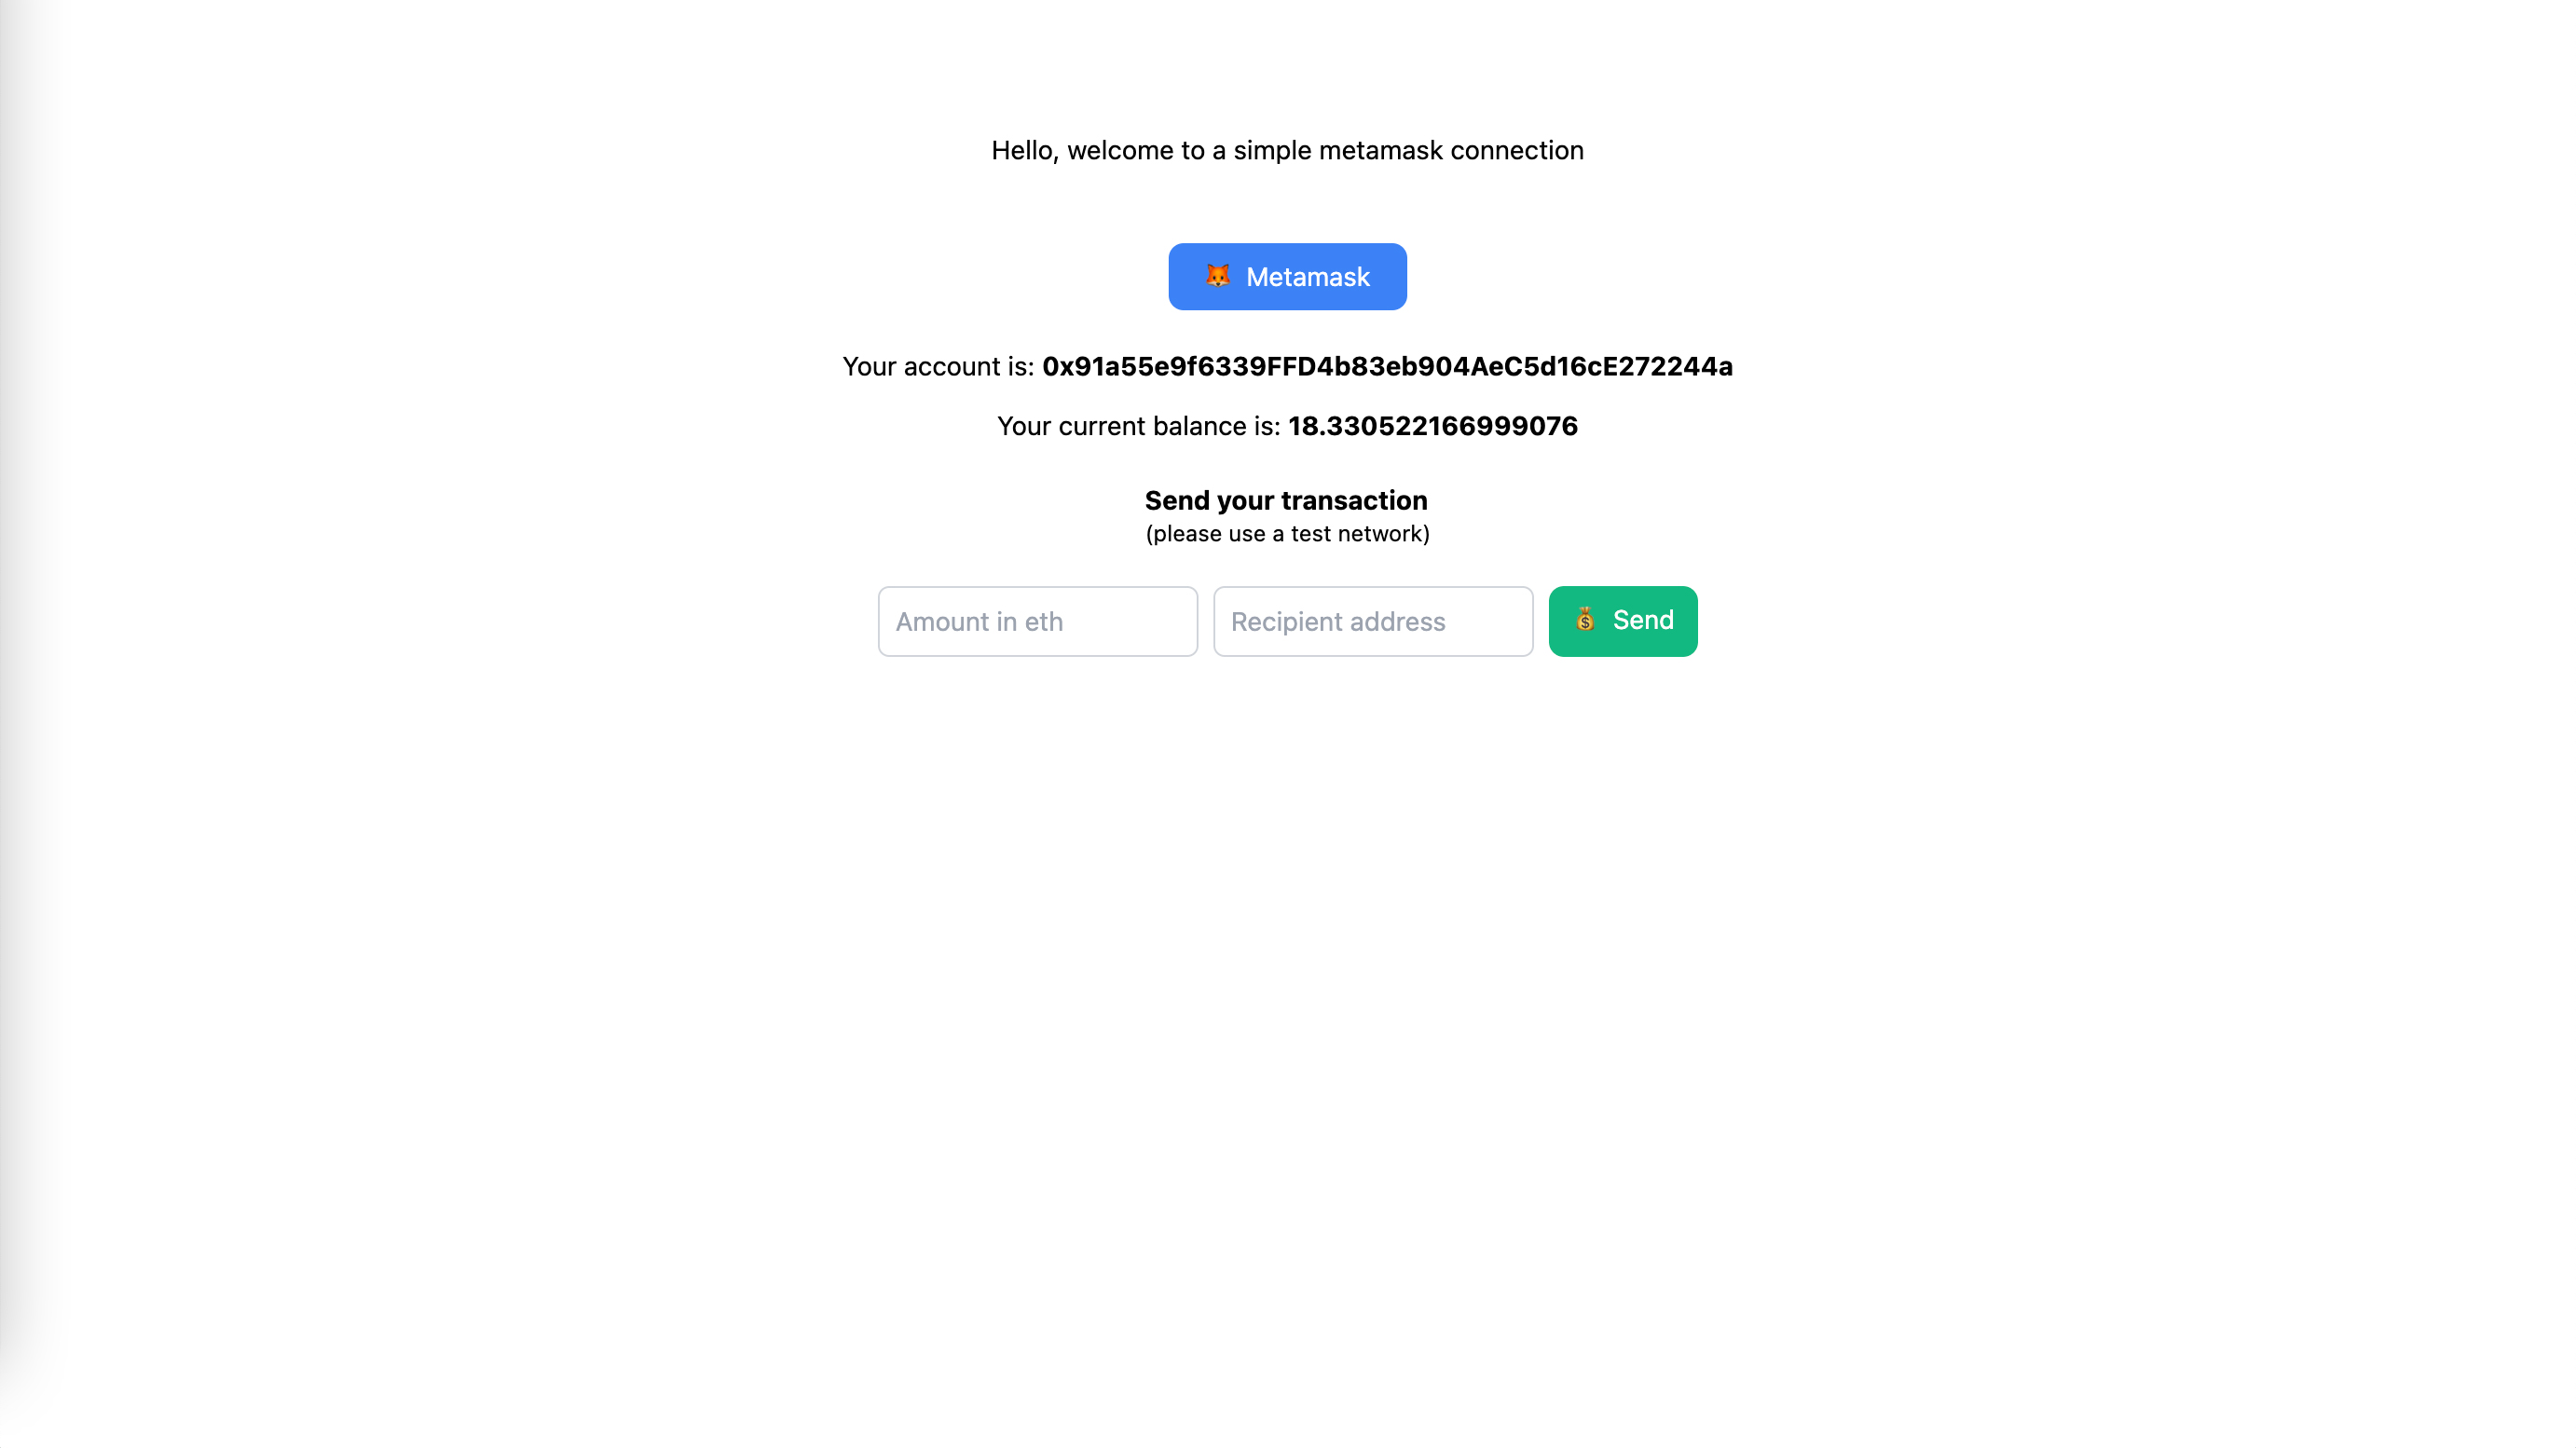 Hello, welcome to a simple metamask connection
🦊 Metamask
Your account is: 0x91a55e9f6339FFD4b83eb904AeC5d16cE272244a
Your current balance is: 18.330522166999076
Send your transaction
(please use a test network)
Amount in eth Recipient address 💰 Send